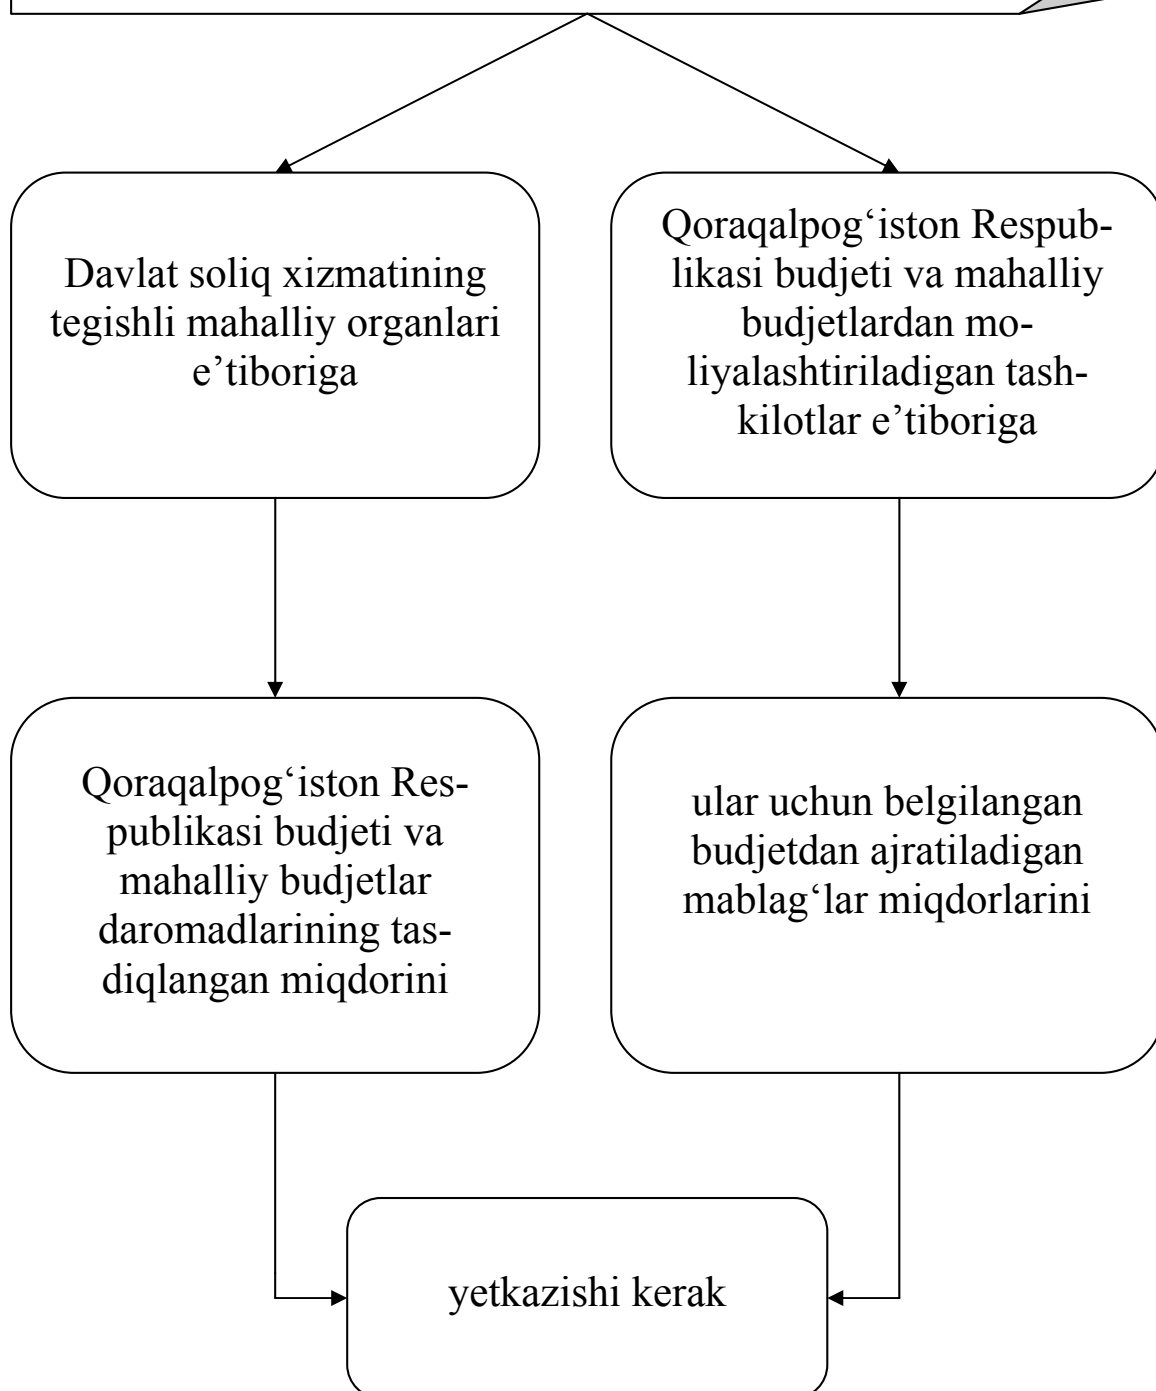 Davlat soliq xizmatining
tegishli mahalliy organlari
e’tiboriga
Qoraqalpog‘iston Respub-
likasi budjeti va mahalliy
budjetlardan mo-
liyalashtiriladigan tash-
kilotlar e’tiboriga
Qoraqalpog‘iston Res-
publikasi budjeti va
mahalliy budjetlar
daromadlarining tas-
diqlangan miqdorini
ular uchun belgilangan
budjetdan ajratiladigan
mablag‘lar miqdorlarini
yetkazishi kerak